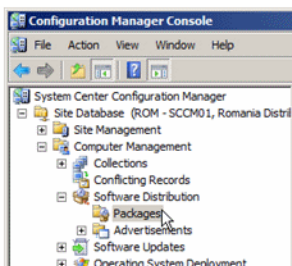 Configuration Manager Console
File Action View Window Help
System Center Configuration Manager
Site Database (ROM - SCCM01, Romania Distril
Site Management
Computer Management
Collections
Conflicting Records
Software Distribution
Packages
Advertisements
Software Updates
Operating System Deployment